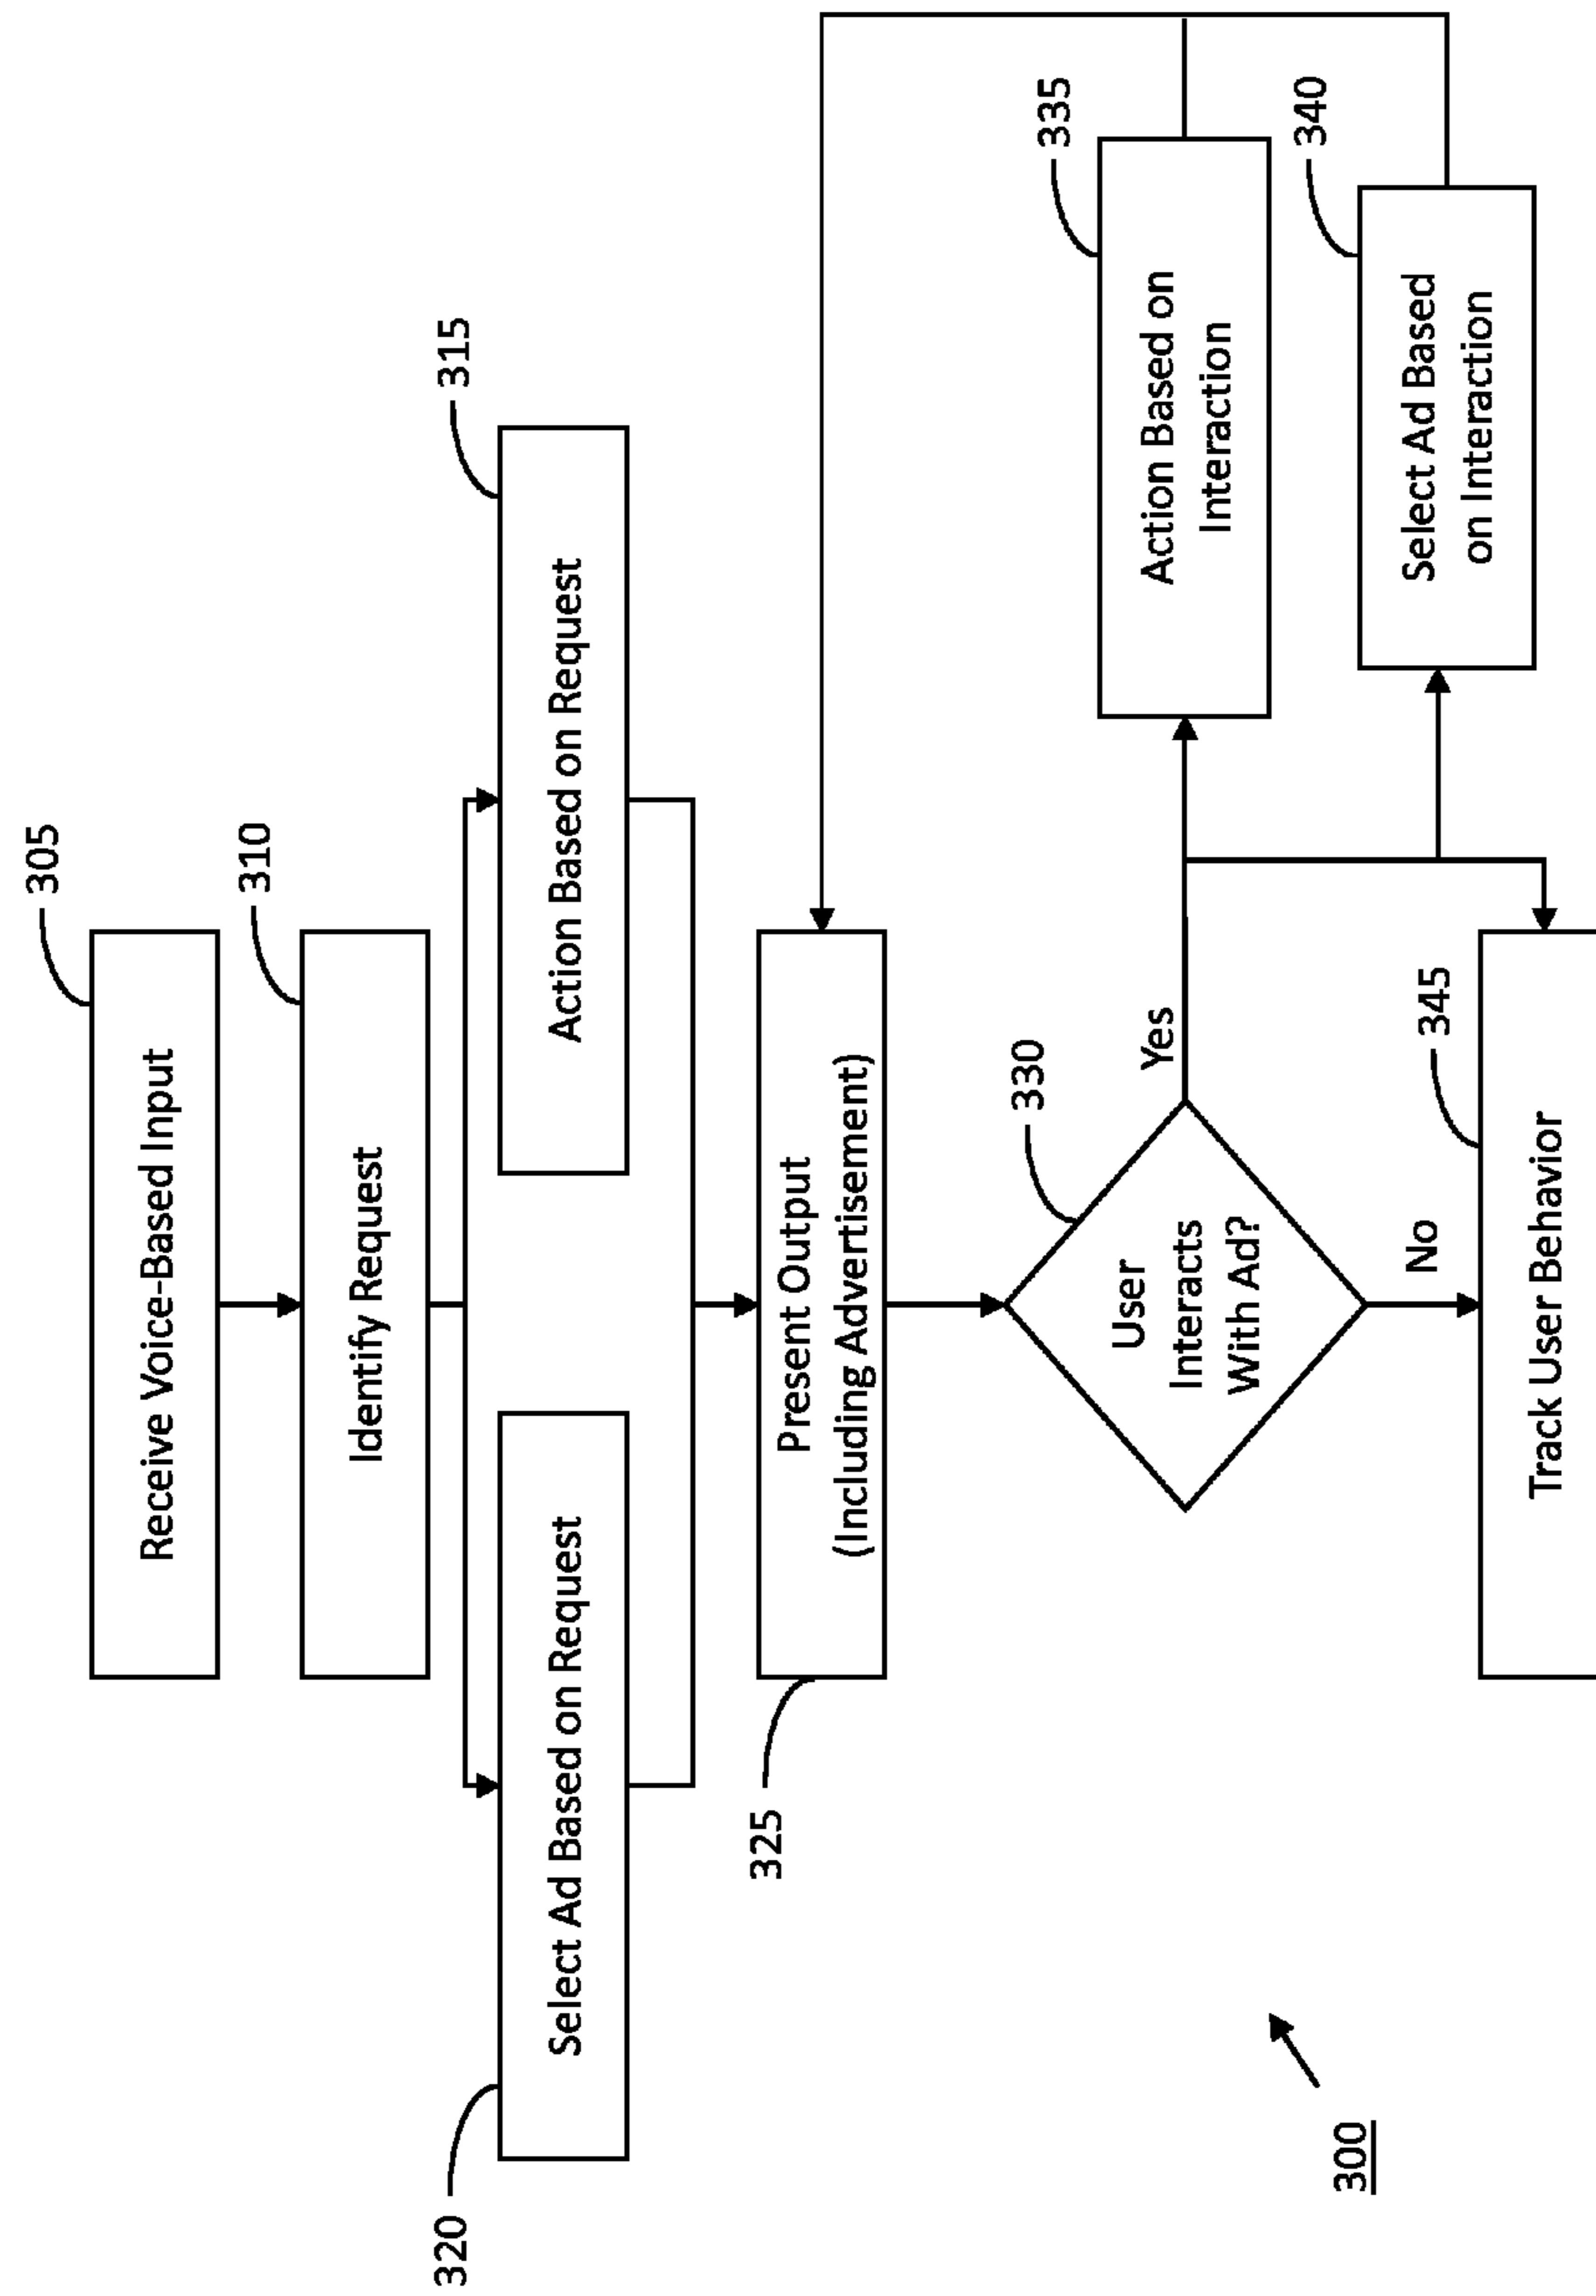 305
Receive Voice-Based Input
310
Identify Request
320
Select Ad Based on Request
315
Action Based on Request
325
Present Output
(Including Advertisement)
330
User
Interacts
With Ad?
Yes
No
335
Action Based on
Interaction
340
Select Ad Based
on Interaction
345
Track User Behavior
300